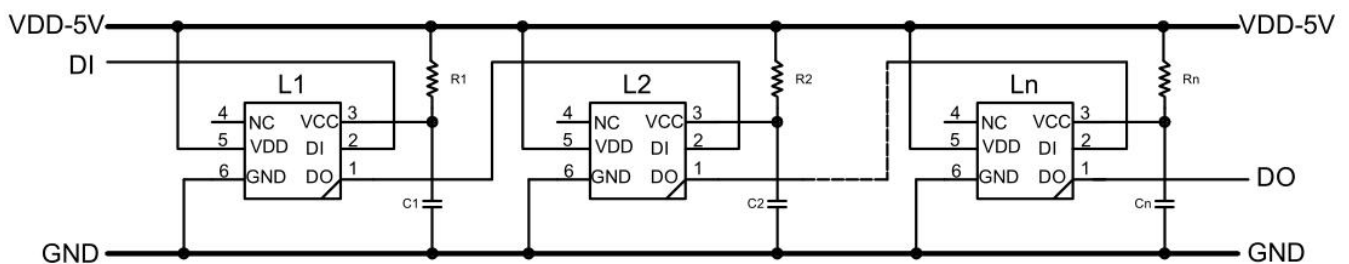 VDD-5V VDD-5V
DI
L1 R1 L2 R2 Ln Rn
4 NC VCC 3 4 NC VCC 3 4 NC VCC 3
5 VDD DI 2 5 VDD DI 2 5 VDD DI 2
6 GND DO 1 6 GND DO 1 6 GND DO 1 DO
C1 C2 Cn
GND GND